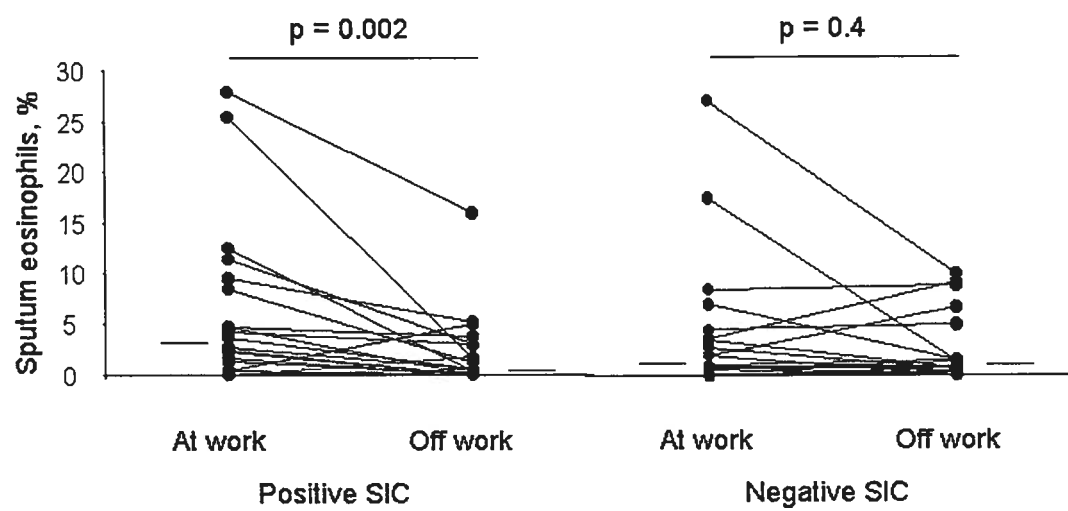 p = 0.002
p = 0.4
Sputum eosinophils, %
30
25
20
15
10
5
0
At work
Off work
At work
Off work
Positive SIC
Negative SIC